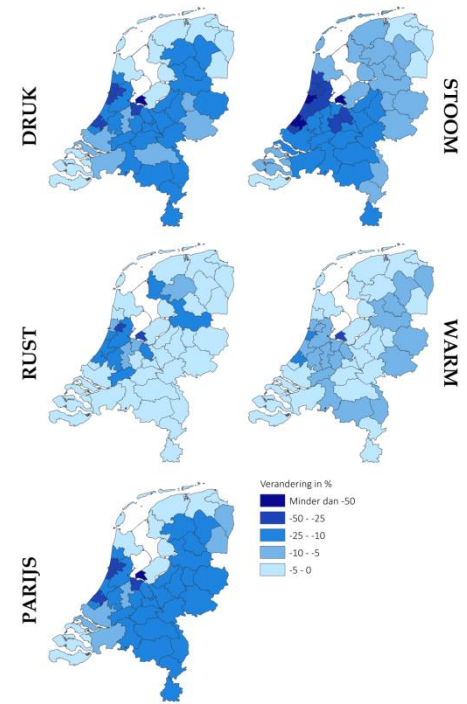 DRUK
STOOM
RUST
WARM
PARIJS
Verandering in %
Minder dan -50
-50 - -25
-25 - -10
-10 - -5
-5 - 0